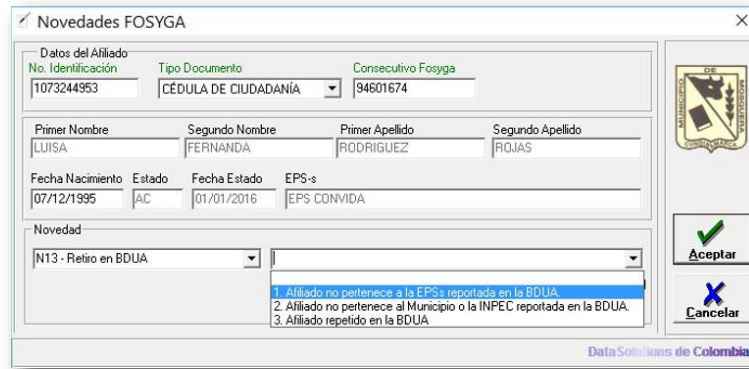 Novedades FOSYGA
Datos del Afiliado
No. Identificación Tipo Documento Consecutivo Fosyga
1073244953 CÉDULA DE CIUDADANÍA 94601674
Primer Nombre Segundo Nombre Primer Apellido Segundo Apellido
LUISA FERNANDA RODRIGUEZ ROJAS
Fecha Nacimiento Estado Fecha Estado EPS-s
07/12/1995 AC 01/01/2016 EPS CONVIDA
Novedad
N13 - Retiro en BDUA
1. Afiliado no pertenece a la EPSs reportada en la BDUA.
2. Afiliado no pertenece al Municipio o la INPEC reportada en la BDUA.
3. Afiliado repetido en la BDUA
MUNICIPIO DE MOSQUERA
CUNDINAMARCA
Aceptar
Cancelar
Data Solutions de Colombia